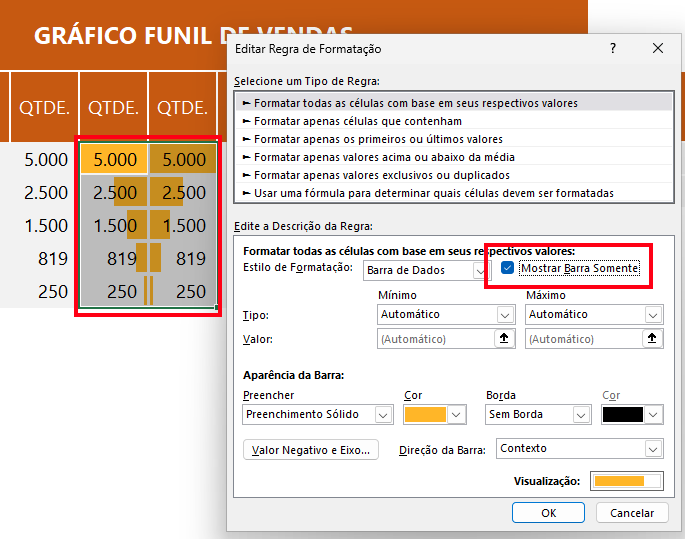 GRÁFICO FUNIL DE VENDAS
QTDE. QTDE. QTDE.
5.000 5.000 5.000
2.500 2.500 2.500
1.500 1.500 1.500
819 819 819
250 250 250
Editar Regra de Formatação
? ×
Selecione um Tipo de Regra:
► Formatar todas as células com base em seus respectivos valores
► Formatar apenas células que contenham
► Formatar apenas os primeiros ou últimos valores
► Formatar apenas valores acima ou abaixo da média
► Formatar apenas valores exclusivos ou duplicados
► Usar uma fórmula para determinar quais células devem ser formatadas
Edite a Descrição da Regra:
Formatar todas as células com base em seus respectivos valores:
Estilo de Formatação: Barra de Dados Mostrar Barra Somente
Mínimo Máximo
Tipo: Automático Automático
Valor: (Automático) (Automático)
Aparência da Barra:
Preencher Cor Borda Cor
Preenchimento Sólido Sem Borda
Valor Negativo e Eixo... Direção da Barra: Contexto
Visualização:
OK Cancelar